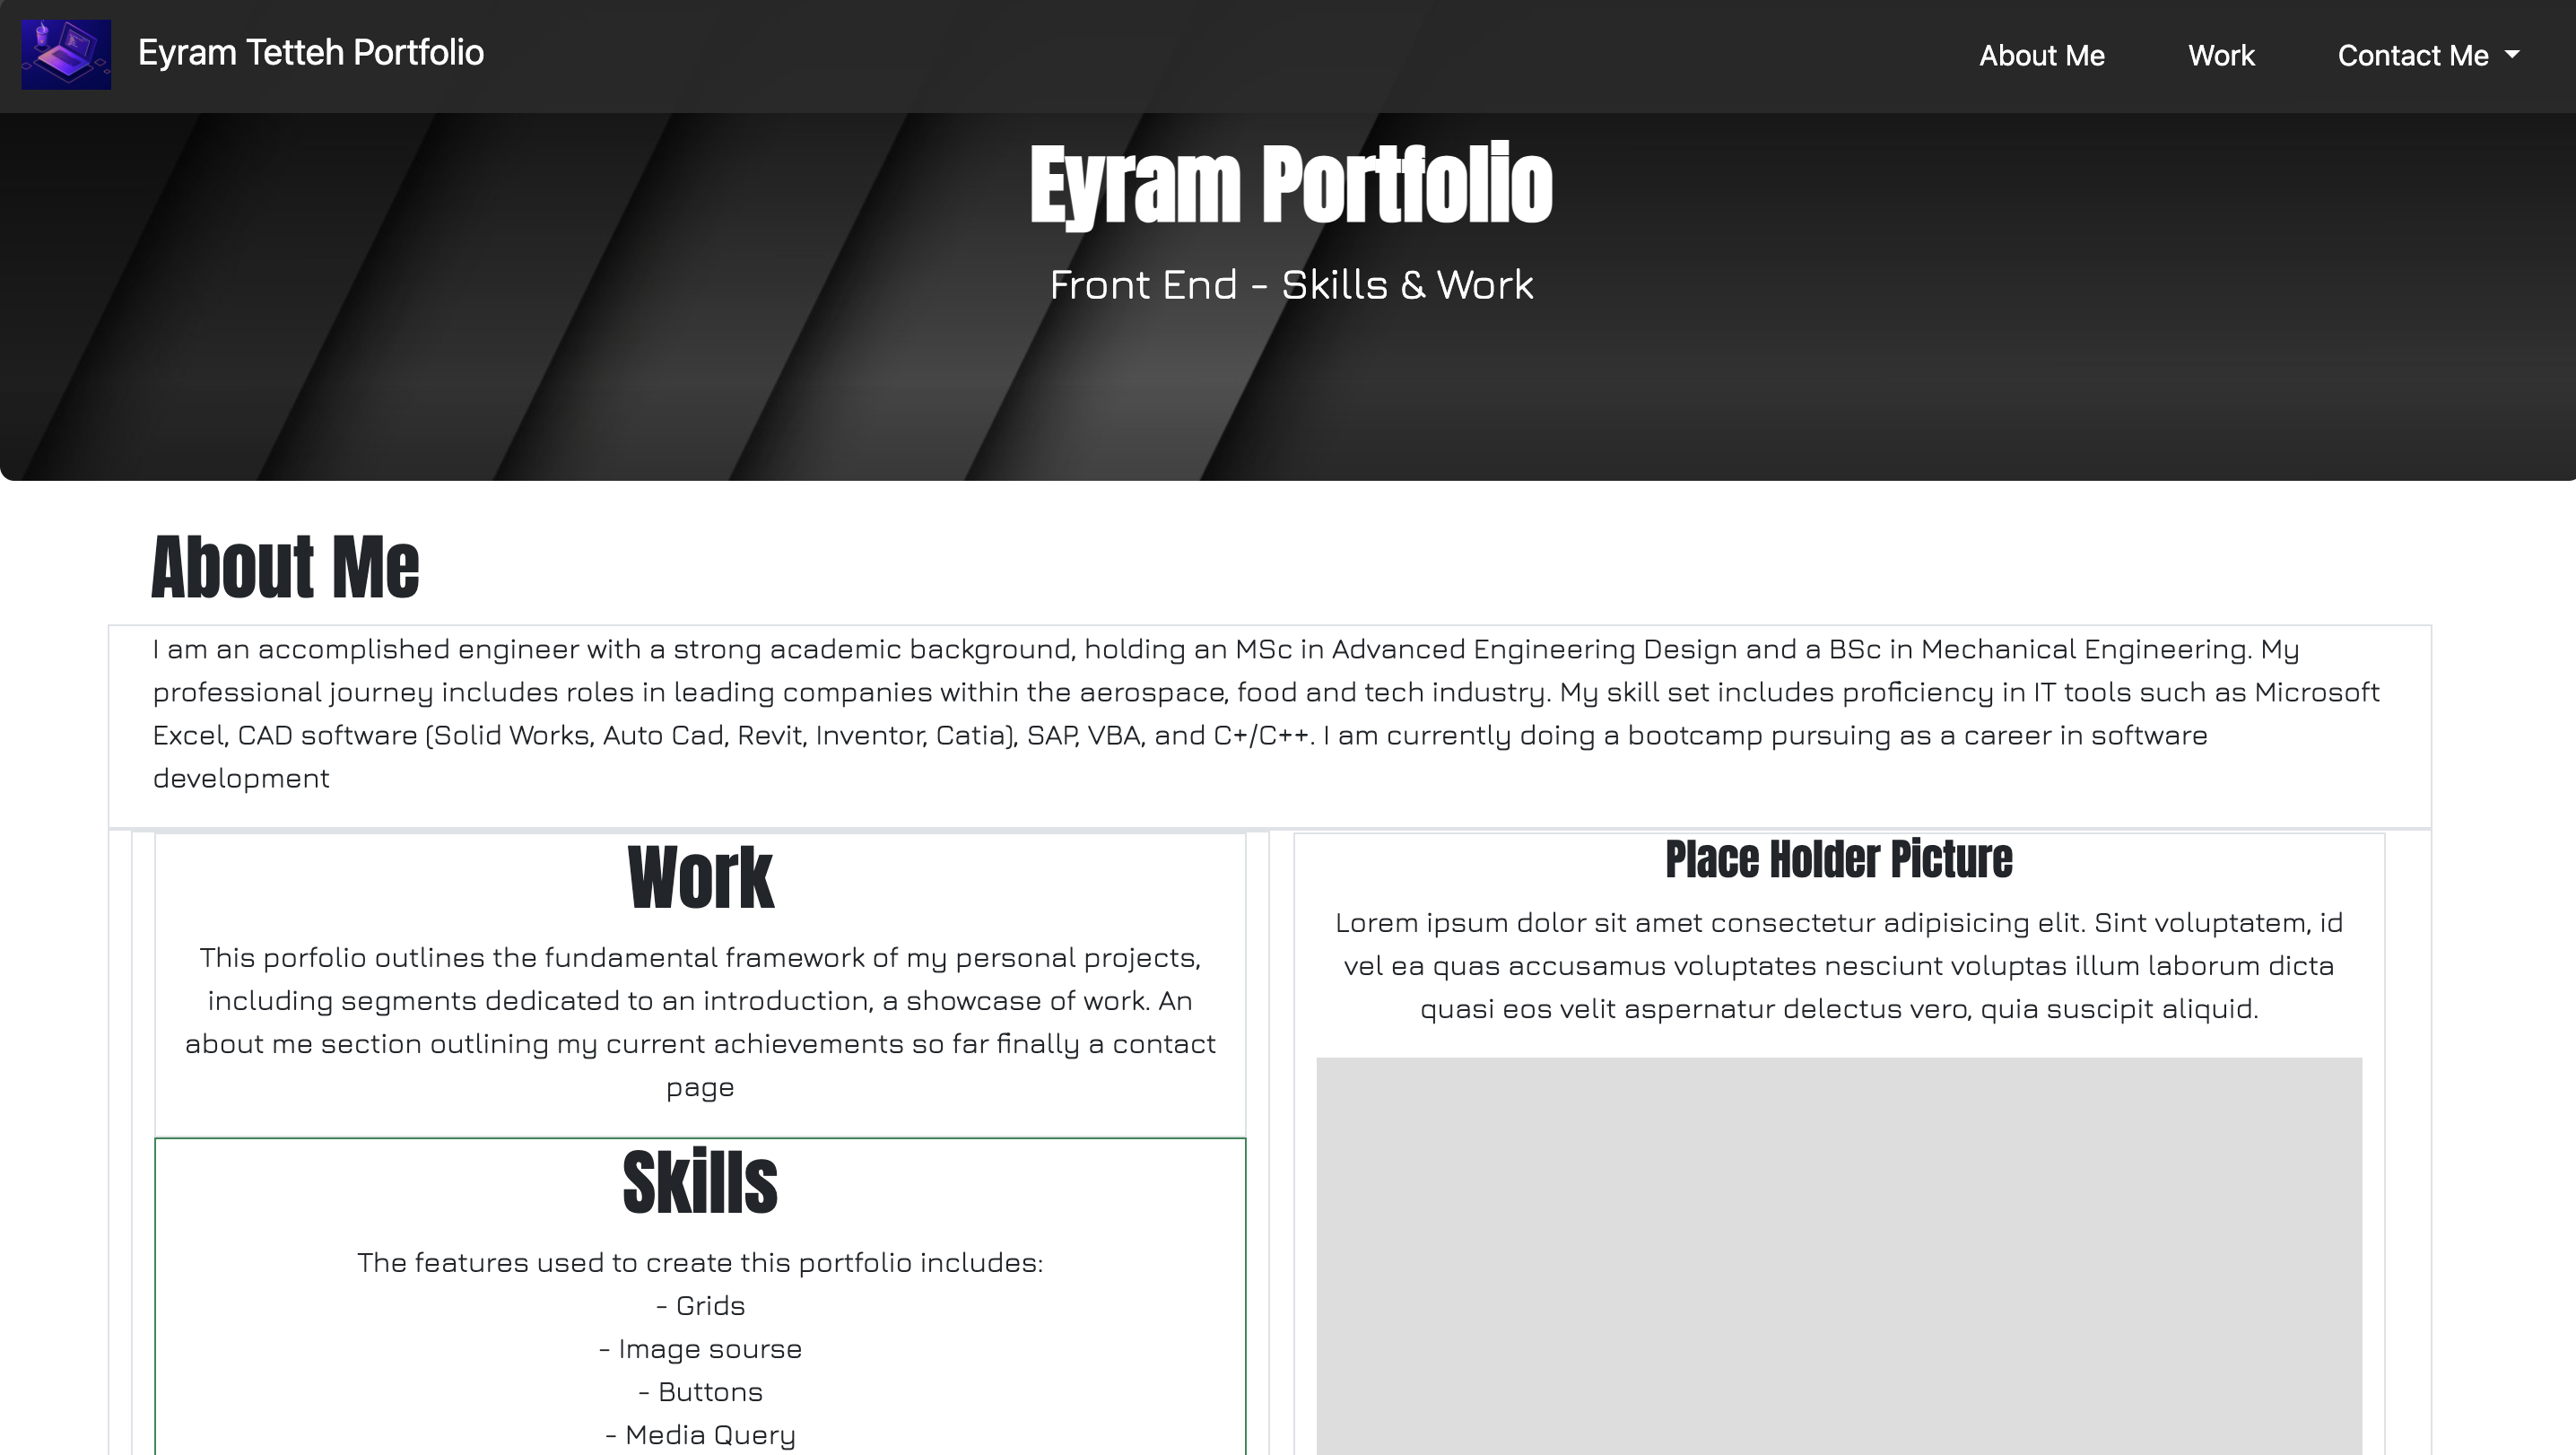 Eyram Tetteh Portfolio
About Me
Work
Contact Me
Eyram Portfolio
Front End - Skills & Work
About Me
I am an accomplished engineer with a strong academic background, holding an MSc in Advanced Engineering Design and a BSc in Mechanical Engineering. My
professional journey includes roles in leading companies within the aerospace, food and tech industry. My skill set includes proficiency in IT tools such as Microsoft
Excel, CAD software (Solid Works, Auto Cad, Revit, Inventor, Catia), SAP, VBA, and C+/C++. I am currently doing a bootcamp pursuing as a career in software
development
Work
This porfolio outlines the fundamental framework of my personal projects,
including segments dedicated to an introduction, a showcase of work. An
about me section outlining my current achievements so far finally a contact
page
Skills
The features used to create this portfolio includes:
- Grids
- Image sourse
- Buttons
- Media Query
Place Holder Picture
Lorem ipsum dolor sit amet consectetur adipisicing elit. Sint voluptatem, id
vel ea quas accusamus voluptates nesciunt voluptas illum laborum dicta
quasi eos velit aspernatur delectus vero, quia suscipit aliquid.